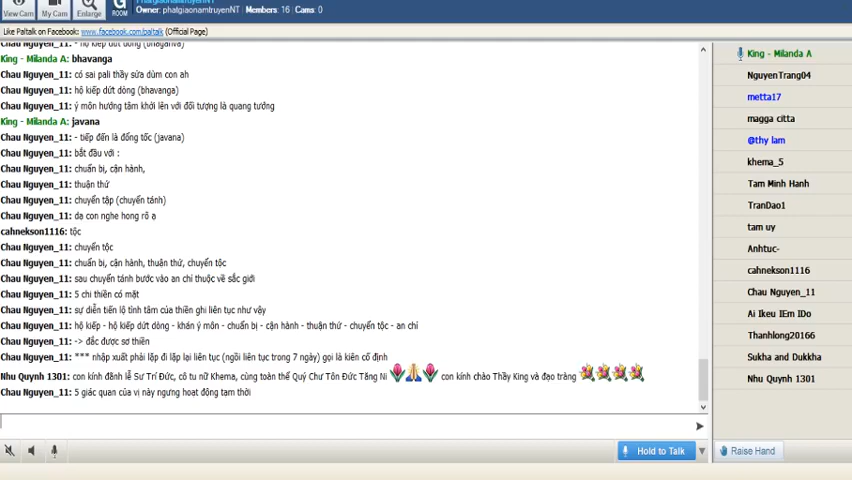 PhatgiaonamtruyenNT
View Cam
My Cam
Enlarge
G
ROOM
Owner: phatgiaonamtruyenNT | Members: 16 | Cams: 0
Like Paltalk on Facebook: www.facebook.com/paltalk (Official Page)
Chau Nguyen_11: - hộ kiếp dứt dòng (bhaganva)
King - Milanda A: bhavanga
Chau Nguyen_11: có sai pali thầy sửa dùm con ah
Chau Nguyen_11: hộ kiếp dứt dòng (bhavanga)
Chau Nguyen_11: ý môn hướng tâm khởi lên với đối tượng là quang tướng
King - Milanda A: javana
Chau Nguyen_11: - tiếp đến là đổng tốc (javana)
Chau Nguyen_11: bắt đầu với :
Chau Nguyen_11: chuẩn bị, cận hành,
Chau Nguyen_11: thuận thứ
Chau Nguyen_11: chuyển tập (chuyển tánh)
Chau Nguyen_11: dạ con nghe hong rõ ạ
cahnekson1116: tộc
Chau Nguyen_11: chuyển tộc
Chau Nguyen_11: chuẩn bị, cận hành, thuận thứ, chuyển tộc
Chau Nguyen_11: sau chuyển tánh bước vào an chỉ thuộc về sắc giới
Chau Nguyen_11: 5 chi thiền có mặt
Chau Nguyen_11: sự diễn tiến lộ tình tâm của thiền ghi liên tục như vậy
Chau Nguyen_11: hộ kiếp - hộ kiếp dứt dòng - khán ý môn - chuẩn bị - cận hành - thuận thứ - chuyển tộc - an chỉ
Chau Nguyen_11: -> đắc được sơ thiền
Chau Nguyen_11: *** nhập xuất phải lập đi lập lại liên tục (ngồi liên tục trong 7 ngày) gọi là kiên cố định
Nhu Quynh 1301: con kính đảnh lễ Sư Trí Đức, cô tu nữ Khema, cùng toàn thể Quý Chư Tôn Đức Tăng Ni con kính chào Thầy King và đạo tràng
Chau Nguyen_11: 5 giác quan của vị này ngưng hoạt động tạm thời
Hold to Talk
King - Milanda A
NguyenTrang04
metta17
magga citta
@thy lam
khema_5
Tam Minh Hanh
TranDao1
tam uy
Anhtuc-
cahnekson1116
Chau Nguyen_11
Ai Ikeu IEm IDo
Thanhlong20166
Sukha and Dukkha
Nhu Quynh 1301
Raise Hand